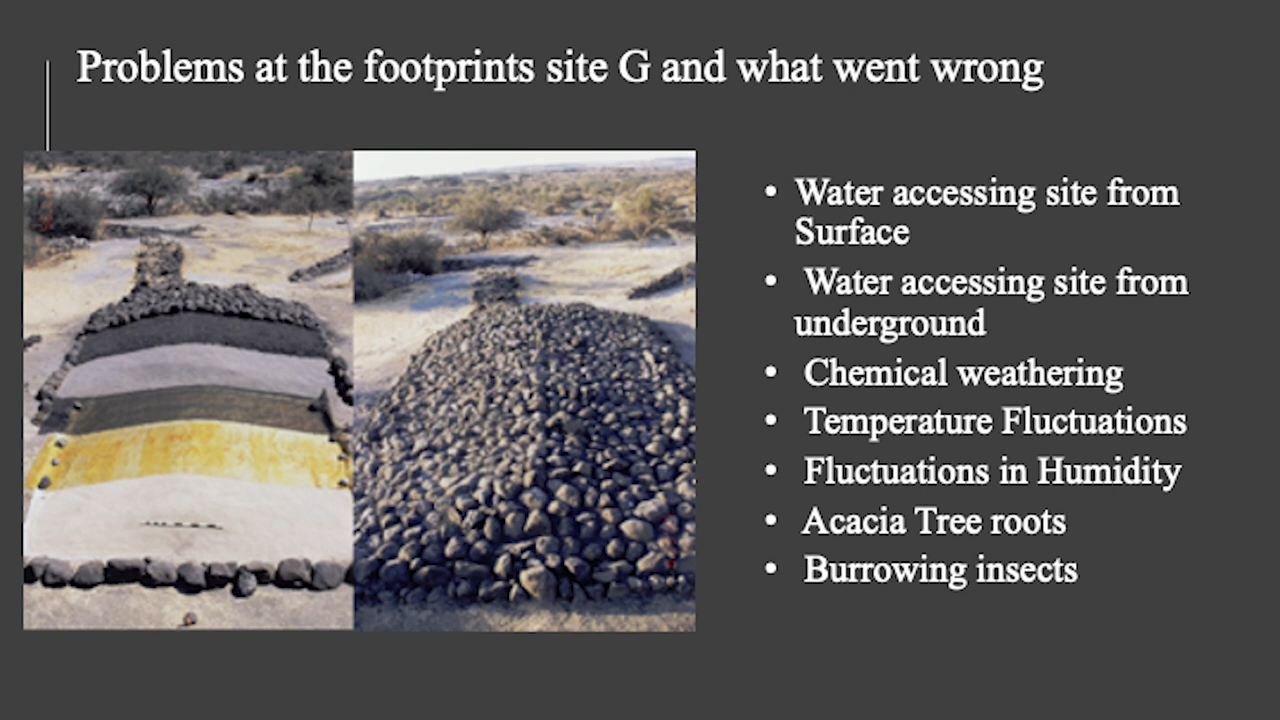 Problems at the footprints site G and what went wrong
• Water accessing site from
Surface
• Water accessing site from
underground
• Chemical weathering
• Temperature Fluctuations
• Fluctuations in Humidity
• Acacia Tree roots
• Burrowing insects